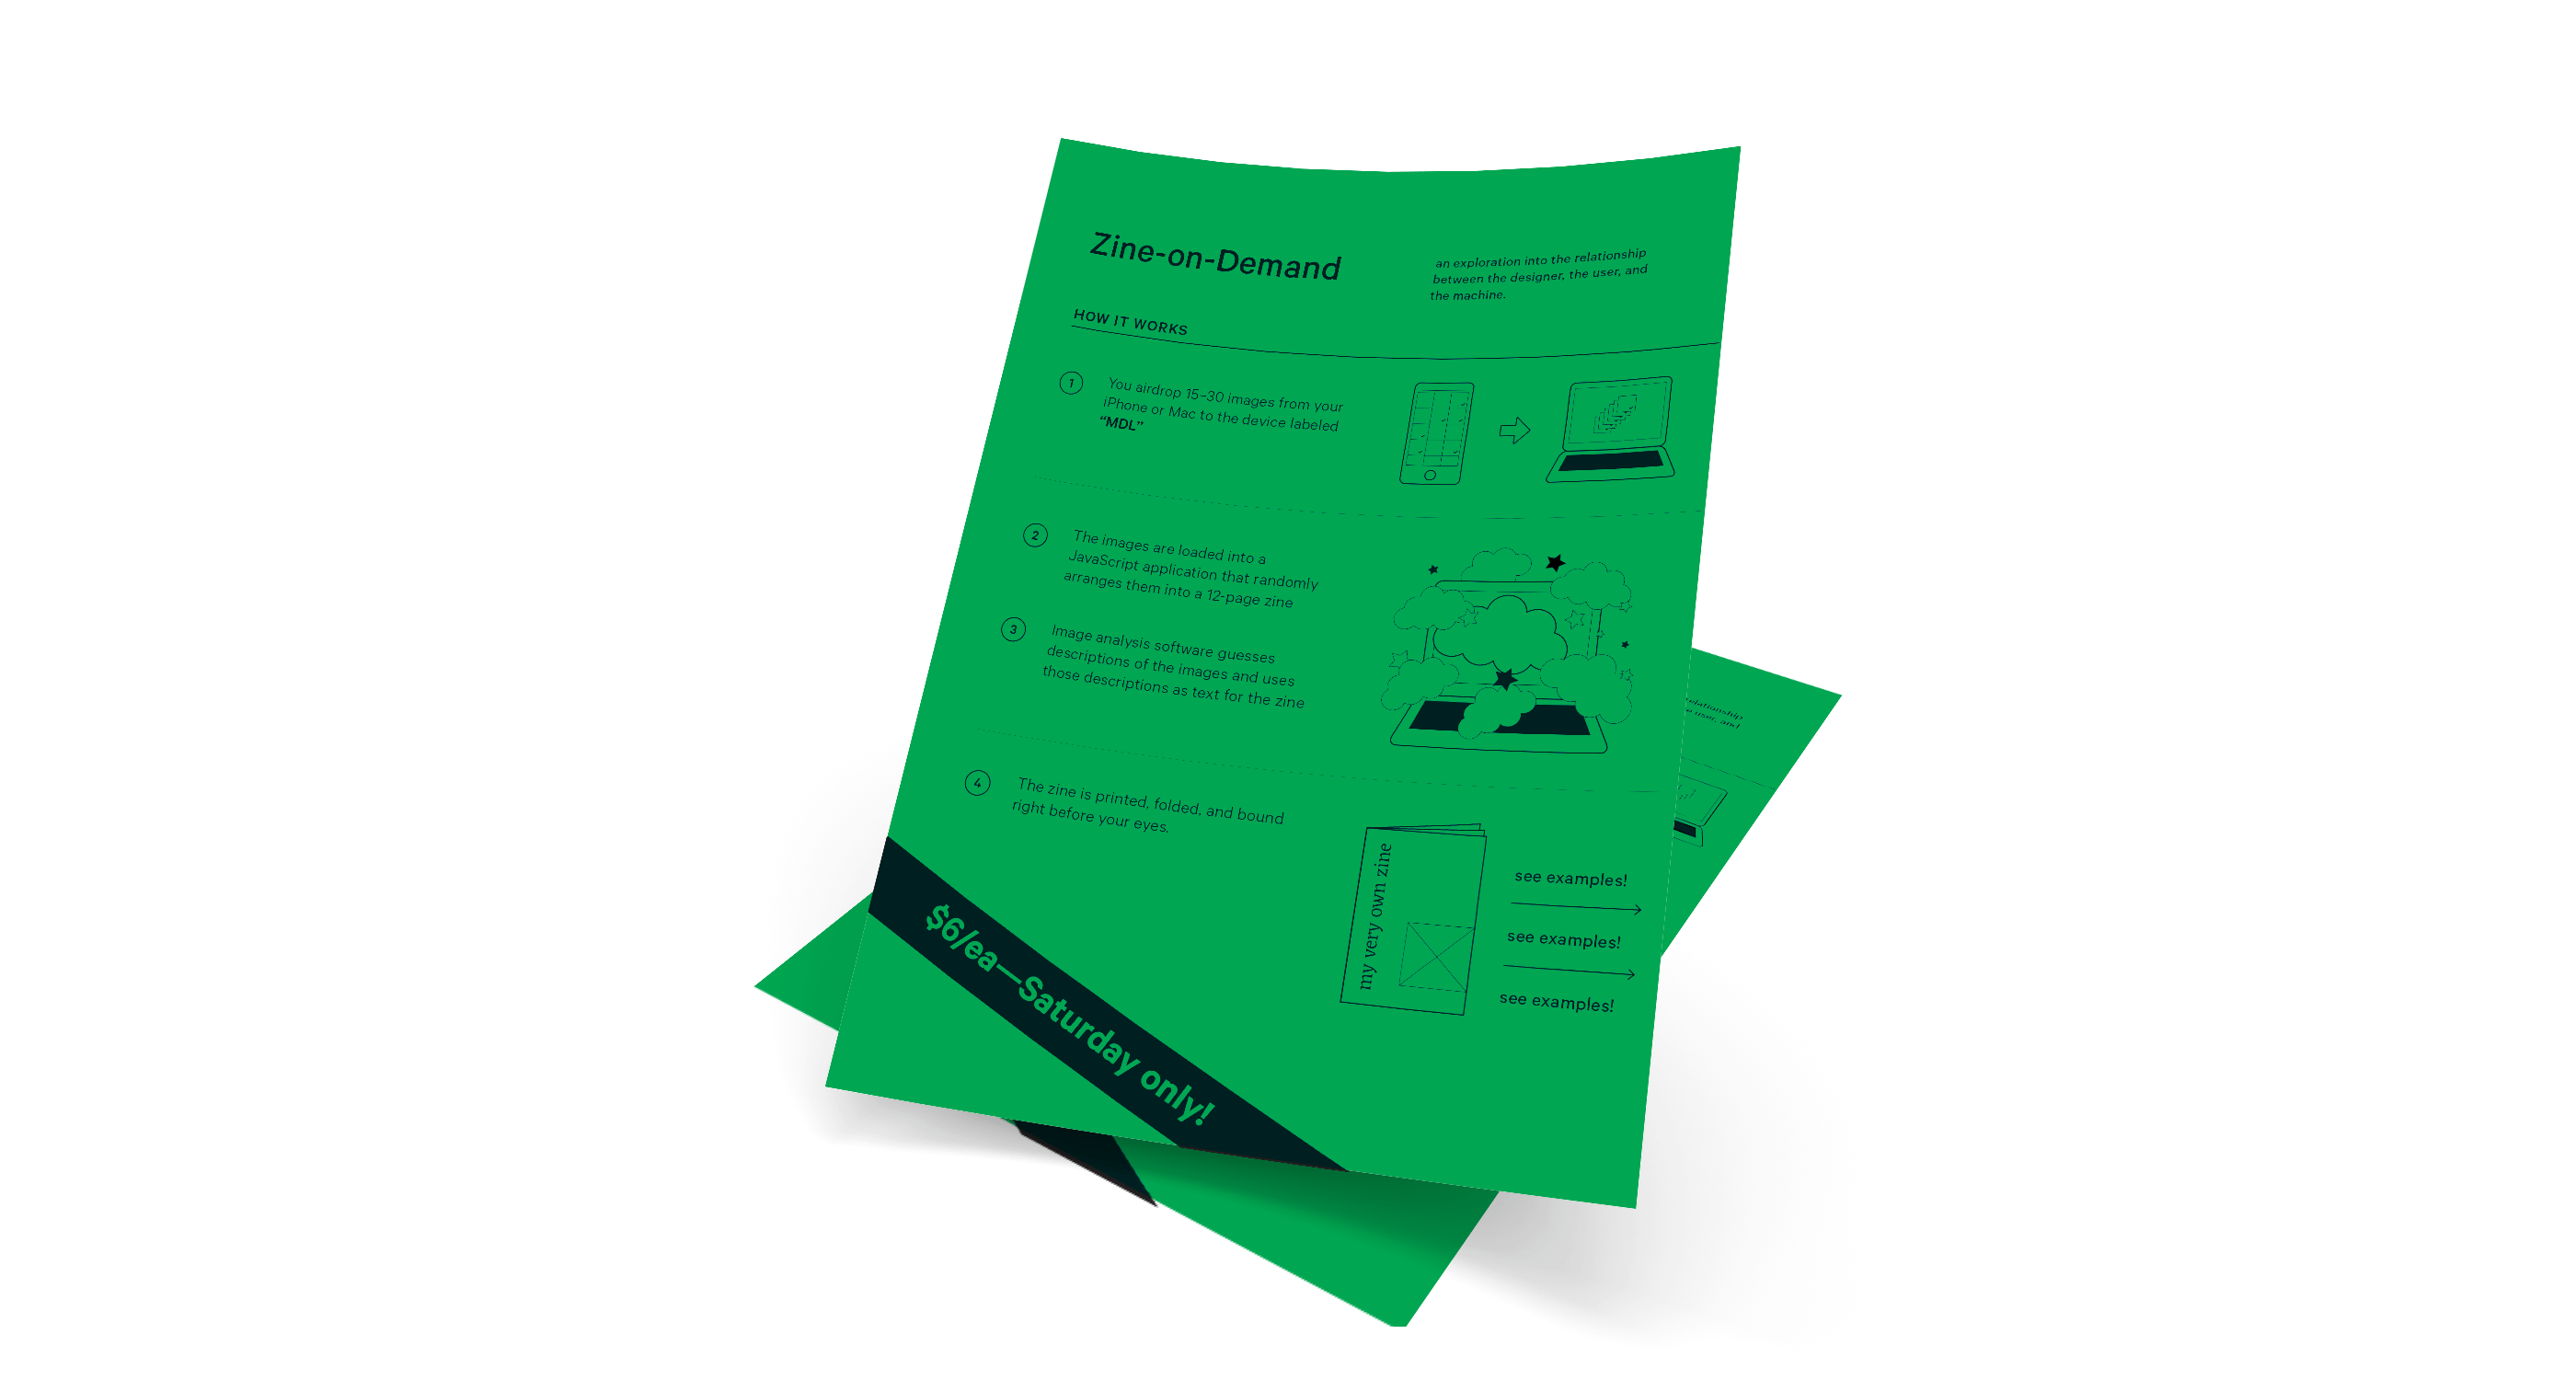 Zine-on-Demand
an exploration into the relationship
between the designer. the user, and
the machine.
HOW IT WORKS
1
You airdrop 15–30 images from your
iPhone or Mac to the device labeled
“MDL”
2
The images are loaded into a
JavaScript application that randomly
arranges them into a 12-page zine
3
Image analysis software guesses
descriptions of the images and uses
those descriptions as text for the zine
4
The zine is printed, folded, and bound
right before your eyes.
my very own zine
see examples!
see examples!
see examples!
$6/ea—Saturday only!
relationship
user, and